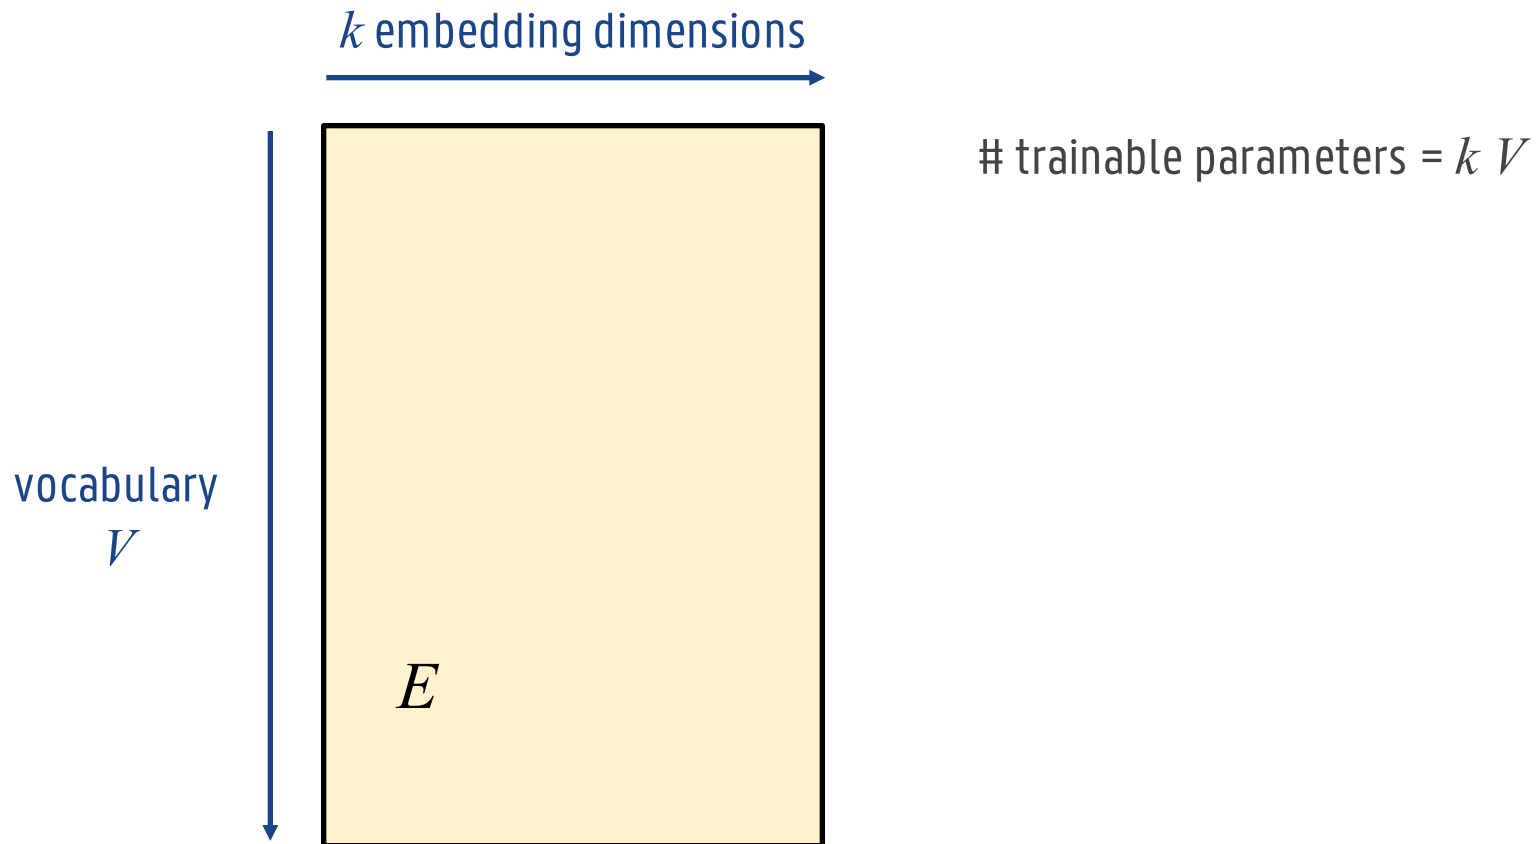 k embedding dimensions
# trainable parameters = k V
vocabulary
V
E